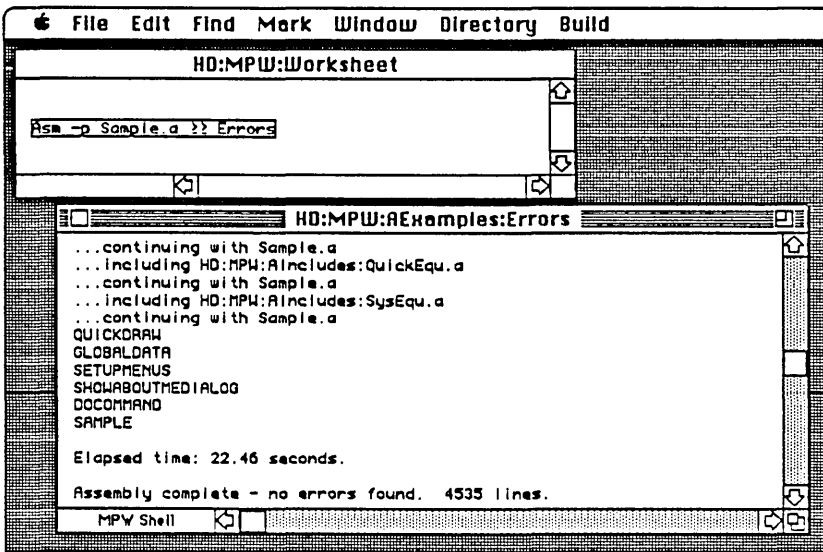 File Edit Find Mark Window Directory Build
HD:MPW:Worksheet
Asm -p Sample.a ≥≥ Errors
HD:MPW:AExamples:Errors
...continuing with Sample.a
...including HD:MPW:AIncludes:QuickEqu.a
...continuing with Sample.a
...including HD:MPW:AIncludes:SysEqu.a
...continuing with Sample.a
QUICKDRAW
GLOBALDATA
SETUPMENUS
SHOWABOUTMEDIALOG
DOCOMMAND
SAMPLE
Elapsed time: 22.46 seconds.
Assembly complete - no errors found. 4535 lines.
MPW Shell